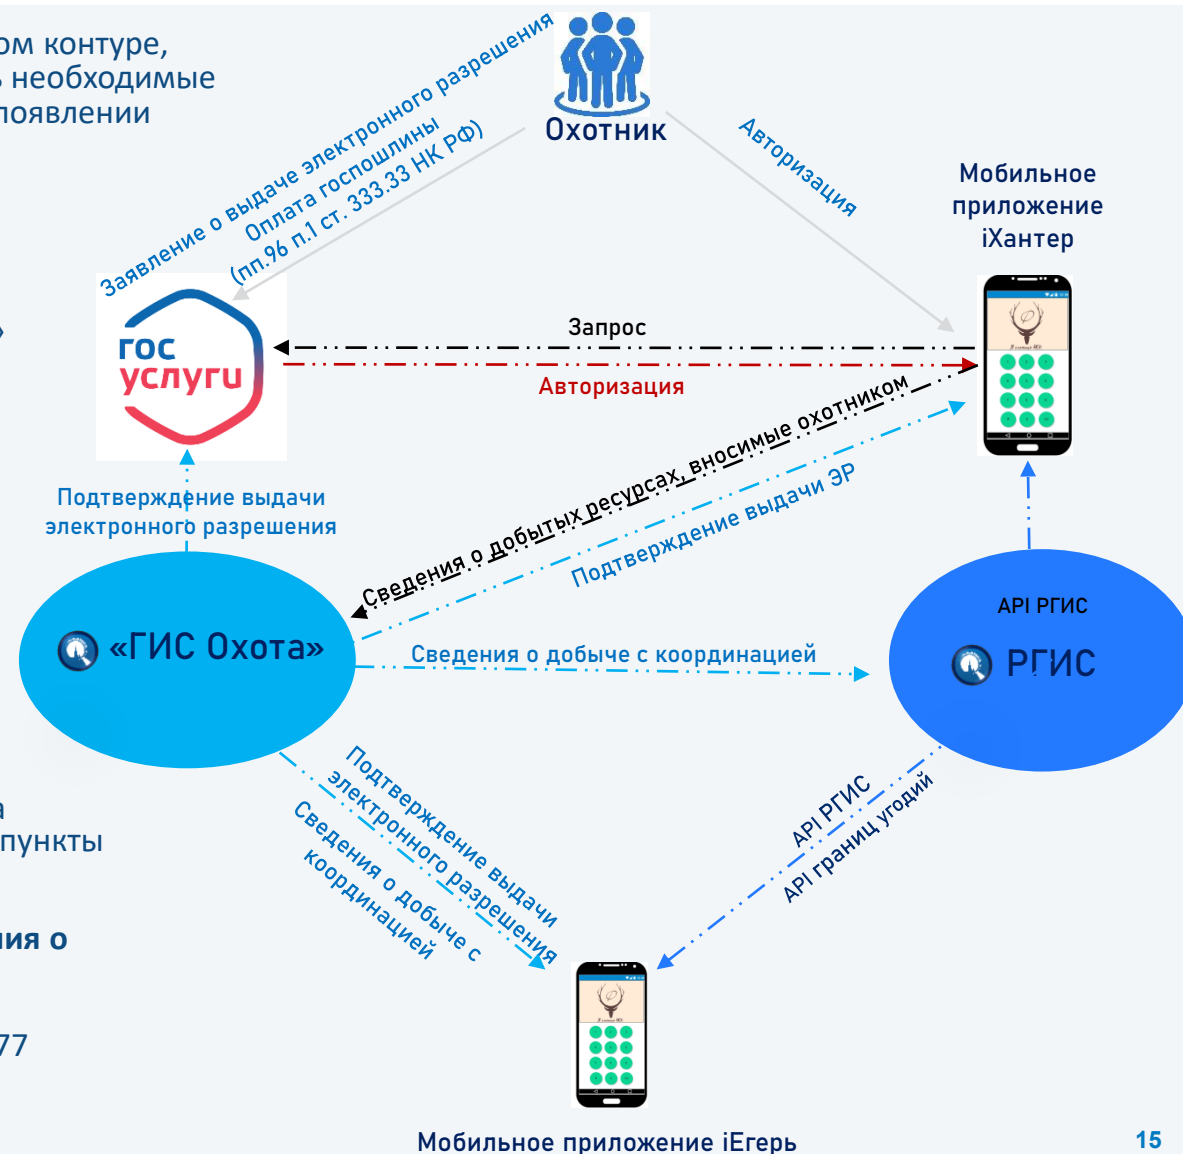 ом контуре,
ь необходимые
появлении
»
а
пункты
ния о
77
Охотник
Заявление о выдаче электронного разрешения
Оплата госпошлины
(пп.96 п.1 ст. 333.33 НК РФ)
Авторизация
Мобильное
приложение
iХантер
гос
услуги
Запрос
Авторизация
Сведения о добытых ресурсах, вносимые охотником
Подтверждение выдачи ЭР
Подтверждение выдачи
электронного разрешения
«ГИС Охота»
Сведения о добыче с координацией
API РГИС
РГИС
Подтверждение выдачи
электронного разрешения
Сведения о добыче с
координацией
API РГИС
API границ угодий
Мобильное приложение iЕгерь
15